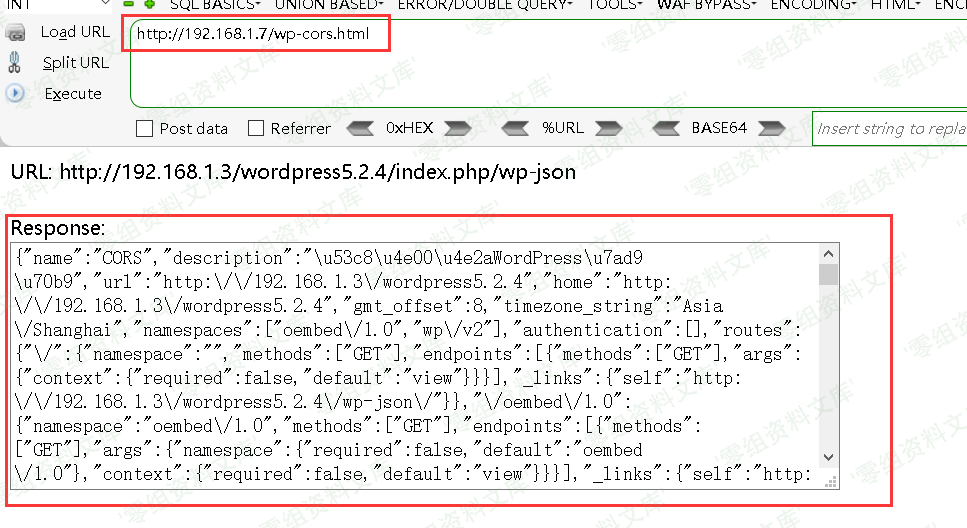 INT SQL BASICS▾ UNION BASED▾ ERROR/DOUBLE QUERY▾ TOOLS▾ WAF BYPASS▾ ENCODING▾ HTML▾
Load URL http://192.168.1.7/wp-cors.html
Split URL
Execute
Post data Referrer 0xHEX %URL BASE64 Insert string to repla
URL: http://192.168.1.3/wordpress5.2.4/index.php/wp-json
Response:
{"name":"CORS","description":"\u53c8\u4e00\u4e2aWordPress\u7ad9
\u70b9","url":"http:\/\/192.168.1.3\/wordpress5.2.4","home":"http:
\/\/192.168.1.3\/wordpress5.2.4","gmt_offset":8,"timezone_string":"Asia
\/Shanghai","namespaces":["oembed\/1.0","wp\/v2"],"authentication":[],"routes":
{"\/":{"namespace":"","methods":["GET"],"endpoints":[{"methods":["GET"],"args":
{"context":{"required":false,"default":"view"}}}],"_links":{"self":"http:
\/\/192.168.1.3\/wordpress5.2.4\/wp-json\/"}},"\/oembed\/1.0":
{"namespace":"oembed\/1.0","methods":["GET"],"endpoints":[{"methods":
["GET"],"args":{"namespace":{"required":false,"default":"oembed
\/1.0"},"context":{"required":false,"default":"view"}}}],"_links":{"self":"http:
零组资料文库